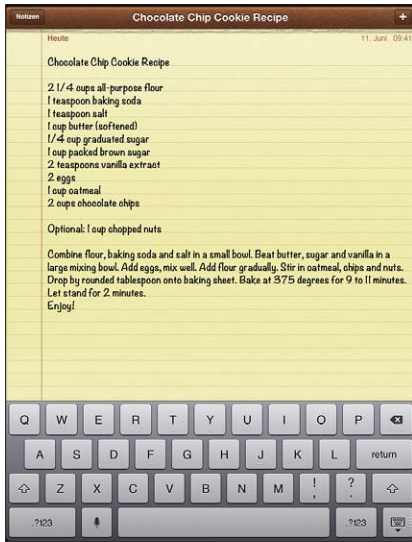 Notizen
Chocolate Chip Cookie Recipe
+
Heute
11. Juni 09:41
Chocolate Chip Cookie Recipe
2 1/4 cups all-purpose flour
1 teaspoon baking soda
1 teaspoon salt
1 cup butter (softened)
1/4 cup graduated sugar
1 cup packed brown sugar
2 teaspoons vanilla extract
2 eggs
1 cup oatmeal
2 cups chocolate chips
Optional: 1 cup chopped nuts
Combine flour, baking soda and salt in a small bowl. Beat butter, sugar and vanilla in a
large mixing bowl. Add eggs, mix well. Add flour gradually. Stir in oatmeal, chips and nuts.
Drop by rounded tablespoon onto baking sheet. Bake at 375 degrees for 9 to 11 minutes.
Let stand for 2 minutes.
Enjoy!
Q W E R T Y U I O P
A S D F G H J K L return
Z X C V B N M ! , ? .
.?123 .?123